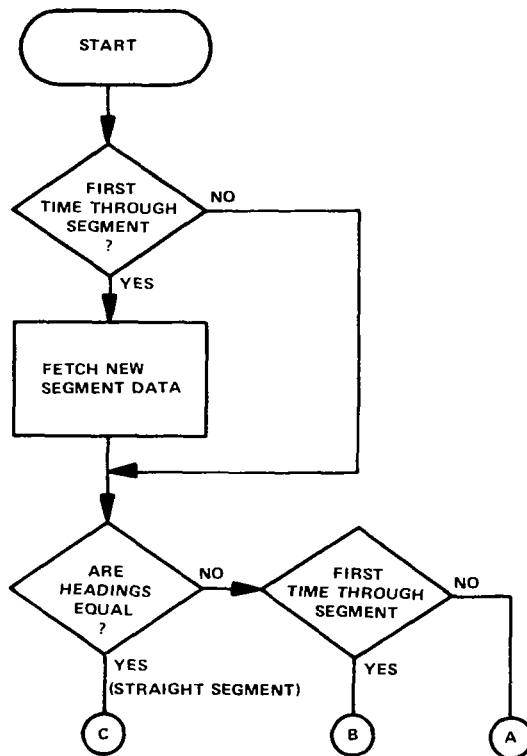 START
FIRST
TIME THROUGH
SEGMENT
?
NO
YES
FETCH NEW
SEGMENT DATA
ARE
HEADINGS
EQUAL
?
NO
YES
(STRAIGHT SEGMENT)
FIRST
TIME THROUGH
SEGMENT
NO
YES
C
B
A